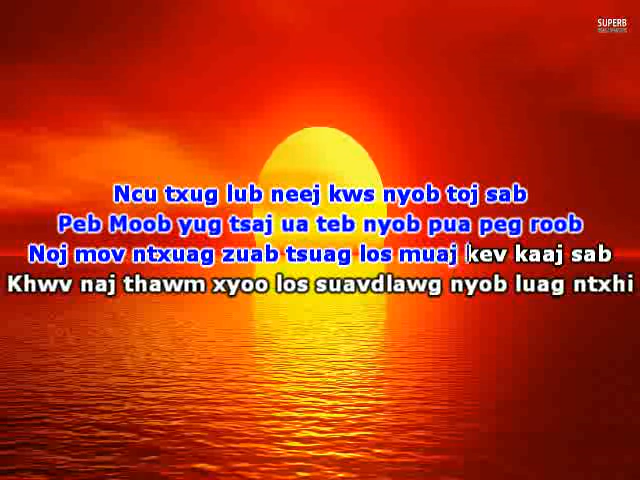 SUPERB
Ncu txug lub neej kws nyob toj sab
Peb Moob yug tsaj ua teb nyob pua peg roob
Noj mov ntxuag zuab tsuag los muaj kev kaaj sab
Khwv naj thawm xyoo los suavdlawg nyob luag ntxhi